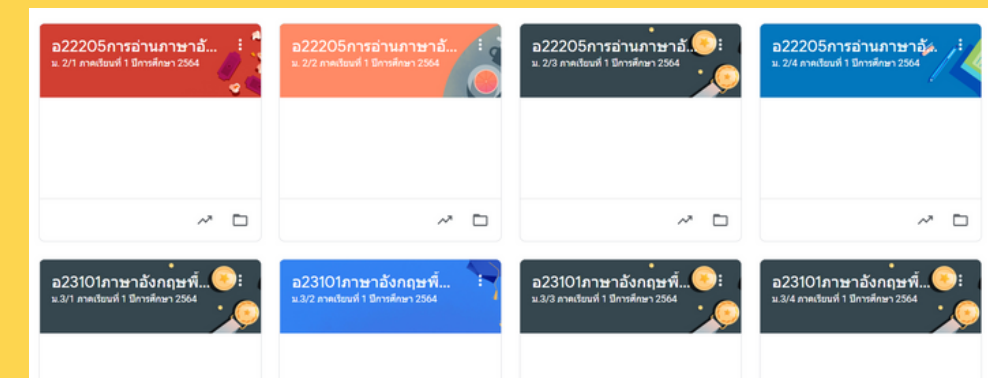 อ22205การอ่านภาษาอั...
ม. 2/1 ภาคเรียนที่ 1 ปีการศึกษา 2564
อ22205การอ่านภาษาอั...
ม. 2/2 ภาคเรียนที่ 1 ปีการศึกษา 2564
อ22205การอ่านภาษาอั...
ม. 2/3 ภาคเรียนที่ 1 ปีการศึกษา 2564
อ22205การอ่านภาษาอั...
ม. 2/4 ภาคเรียนที่ 1 ปีการศึกษา 2564
อ23101ภาษาอังกฤษพื้...
ม.3/1 ภาคเรียนที่ 1 ปีการศึกษา 2564
อ23101ภาษาอังกฤษพื้...
ม.3/2 ภาคเรียนที่ 1 ปีการศึกษา 2564
อ23101ภาษาอังกฤษพื้...
ม.3/3 ภาคเรียนที่ 1 ปีการศึกษา 2564
อ23101ภาษาอังกฤษพื้...
ม.3/4 ภาคเรียนที่ 1 ปีการศึกษา 2564